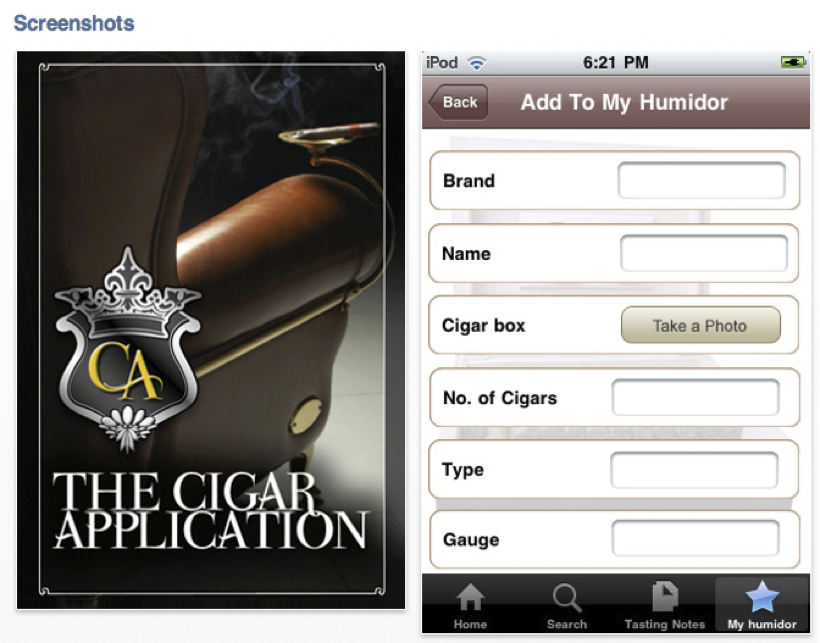 Screenshots
CA
THE CIGAR
APPLICATION
iPod 6:21 PM
Back Add To My Humidor
Brand
Name
Cigar box Take a Photo
No. of Cigars
Type
Gauge
Home Search Tasting Notes My humidor